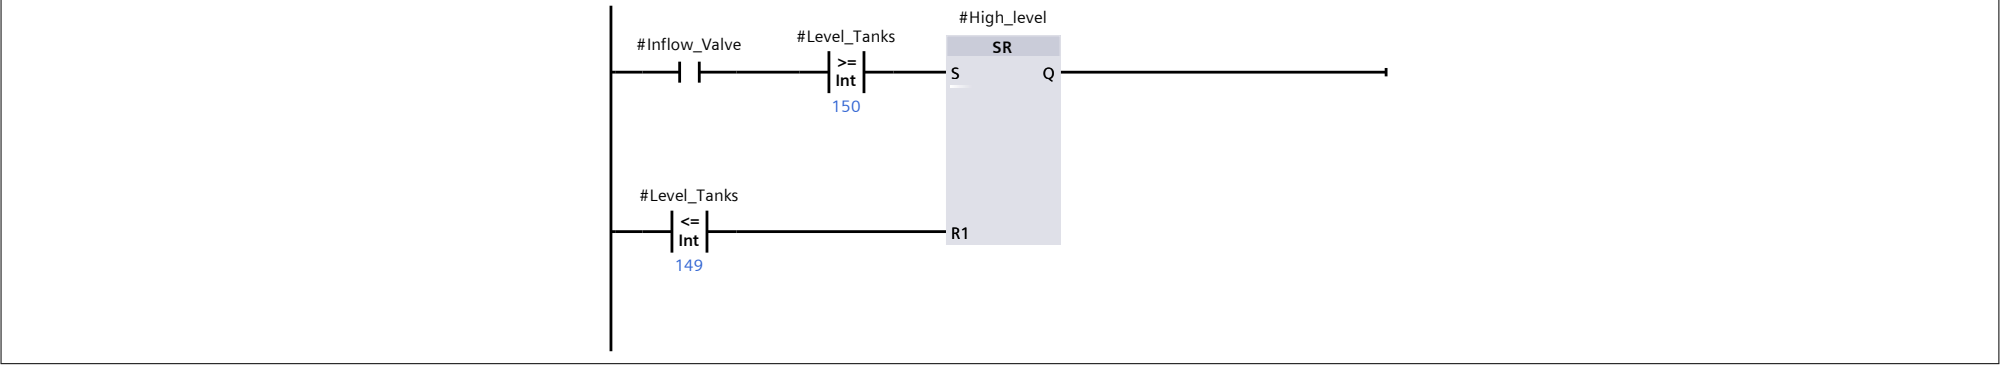 #High_level
#Inflow_Valve
#Level_Tanks
SR
>=
Int
S
Q
150
#Level_Tanks
<=
Int
R1
149